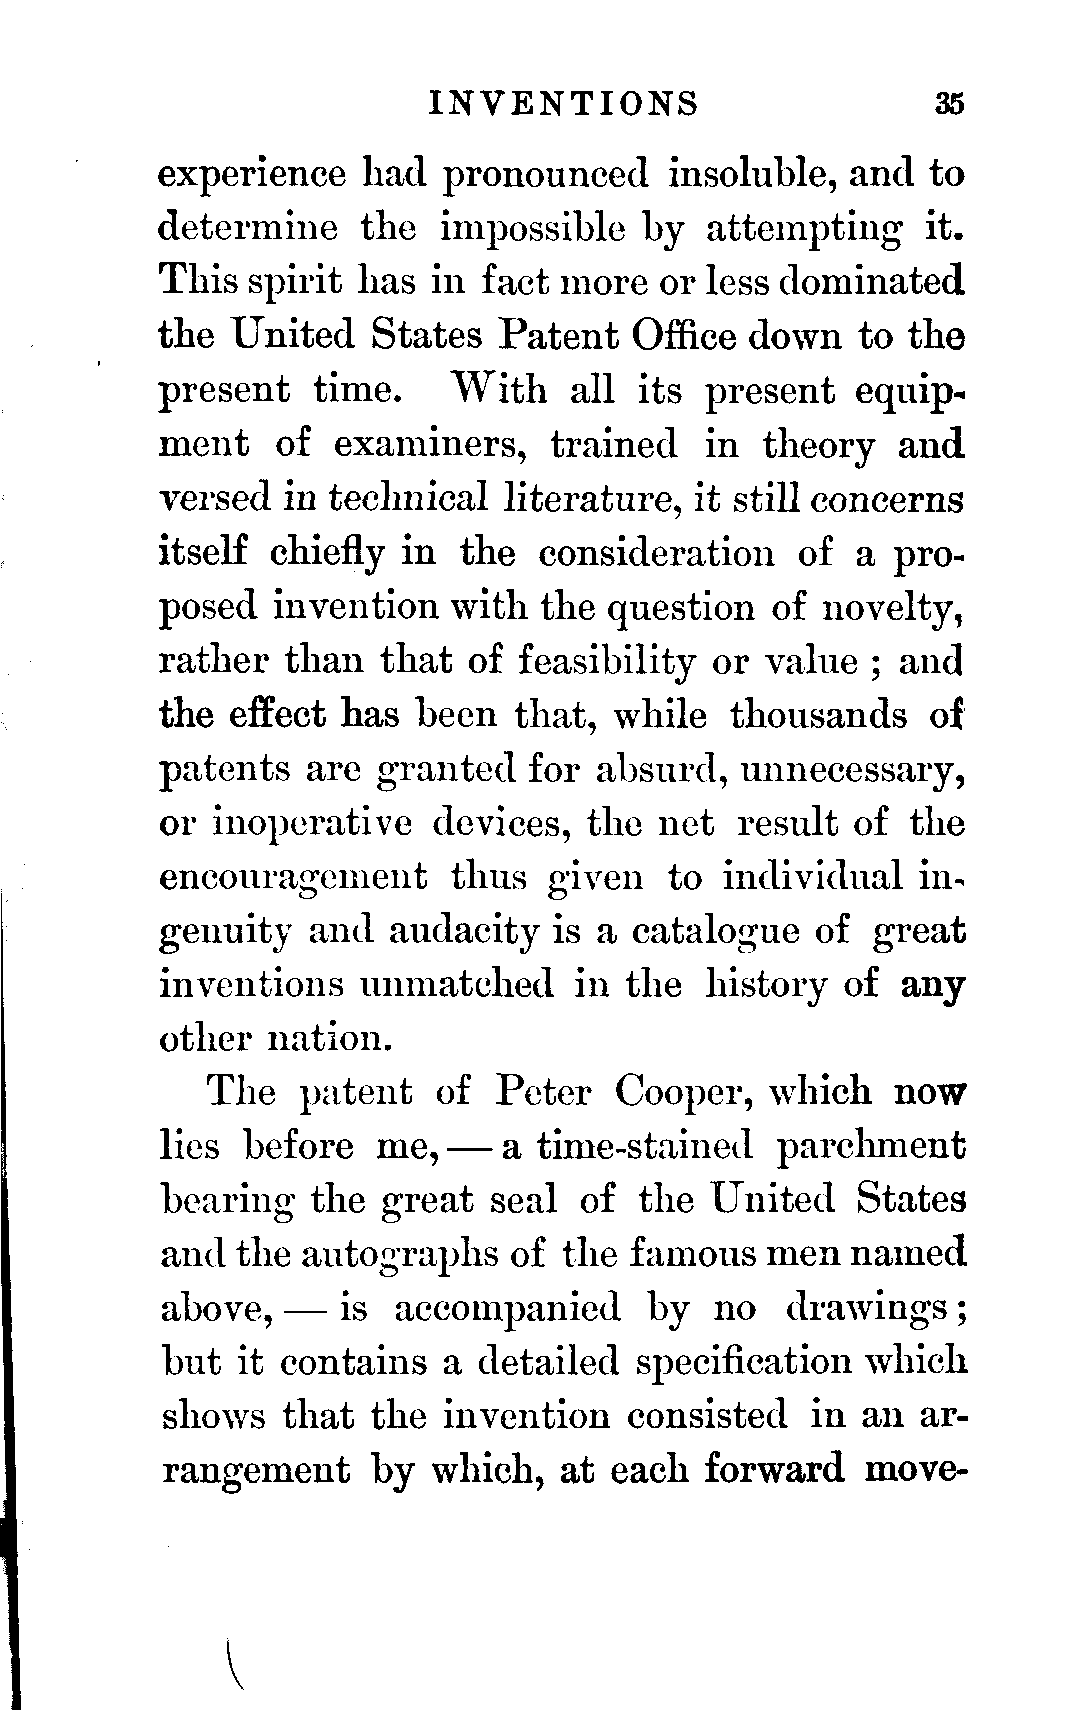 INVENTIONS 35
experience had pronounced insoluble, and to
determine the impossible by attempting it.
This spirit has in fact more or less dominated
the United States Patent Office down to the
present time. With all its present equip-
ment of examiners, trained in theory and
versed in technical literature, it still concerns
itself chiefly in the consideration of a pro-
posed invention with the question of novelty,
rather than that of feasibility or value ; and
the effect has been that, while thousands of
patents are granted for absurd, unnecessary,
or inoperative devices, the net result of the
encouragement thus given to individual in-
genuity and audacity is a catalogue of great
inventions unmatched in the history of any
other nation.
The patent of Peter Cooper, which now
lies before me, — a time-stained parchment
bearing the great seal of the United States
and the autographs of the famous men named
above, — is accompanied by no drawings ;
but it contains a detailed specification which
shows that the invention consisted in an ar-
rangement by which, at each forward move-